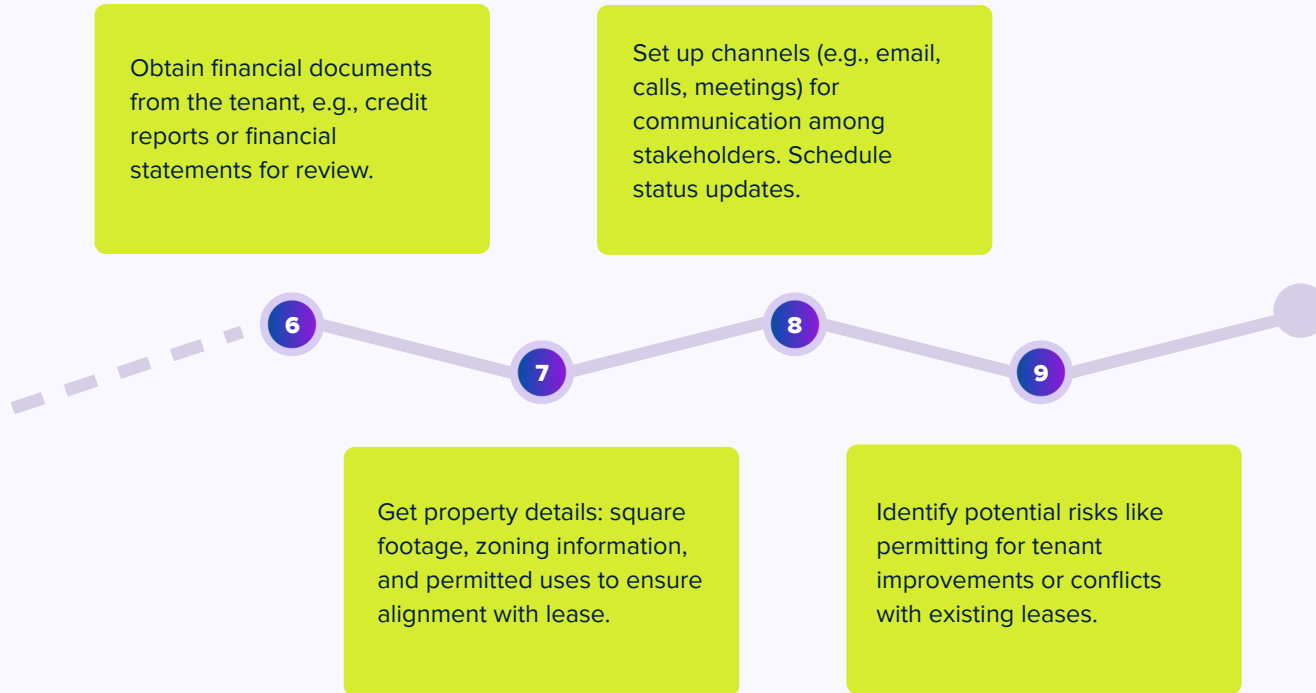 Obtain financial documents
from the tenant, e.g., credit
reports or financial
statements for review.
Set up channels (e.g., email,
calls, meetings) for
communication among
stakeholders. Schedule
status updates.
6
7
8
9
Get property details: square
footage, zoning information,
and permitted uses to ensure
alignment with lease.
Identify potential risks like
permitting for tenant
improvements or conflicts
with existing leases.